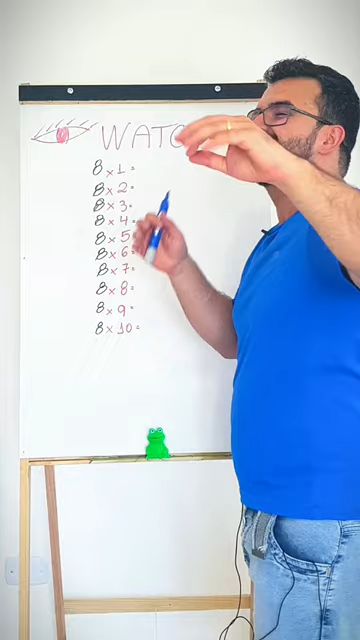 WATC
8 x 1 =
8 x 2 =
8 x 3 =
8 x 4 =
8 x 5
8 x 6 =
8 x 7 =
8 x 8 =
8 x 9 =
8 x 10 =